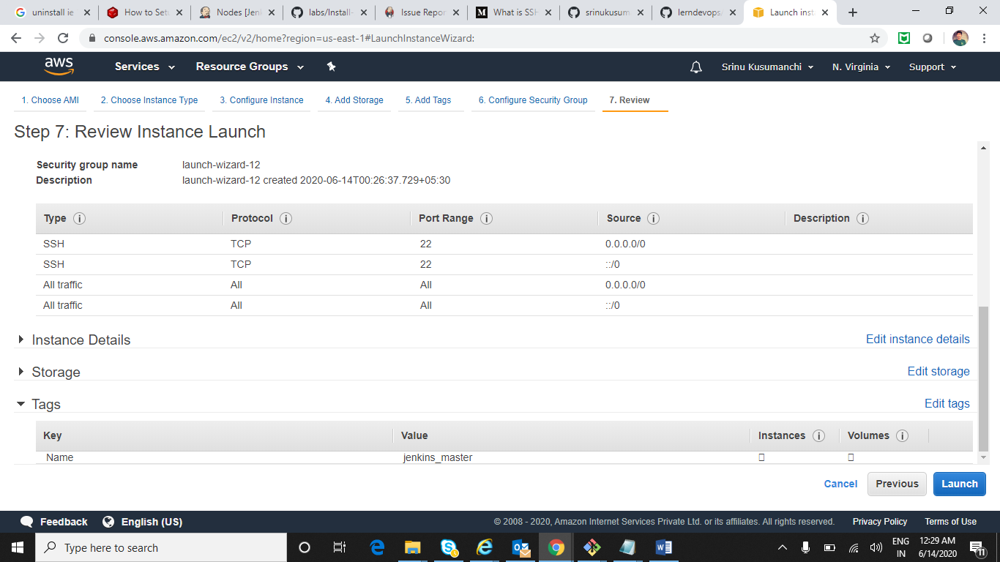 uninstall ie
How to Setu
Nodes [Jenk
labs/Install-
Issue Repor
What is SSH
srinukusum
lerndevops/
Launch inst
console.aws.amazon.com/ec2/v2/home?region=us-east-1#LaunchInstanceWizard:
aws Services Resource Groups Srinu Kusumanchi N. Virginia Support
1. Choose AMI 2. Choose Instance Type 3. Configure Instance 4. Add Storage 5. Add Tags 6. Configure Security Group 7. Review
Step 7: Review Instance Launch
Security group name launch-wizard-12
Description launch-wizard-12 created 2020-06-14T00:26:37.729+05:30
Type Protocol Port Range Source Description
SSH TCP 22 0.0.0.0/0
SSH TCP 22 ::/0
All traffic All All 0.0.0.0/0
All traffic All All ::/0
Instance Details Edit instance details
Storage Edit storage
Tags Edit tags
Key Value Instances Volumes
Name jenkins_master
Cancel Previous Launch
Feedback English (US) © 2008 - 2020, Amazon Internet Services Private Ltd. or its affiliates. All rights reserved. Privacy Policy Terms of Use
Type here to search
ENG
IN
12:29 AM
6/14/2020
11